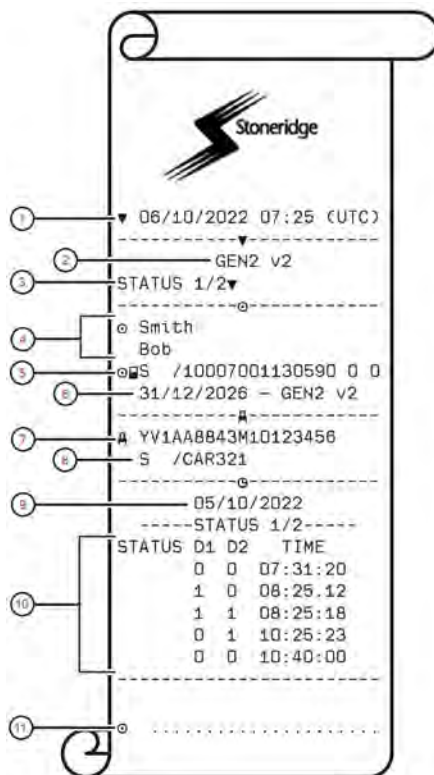 Stoneridge
1 ▼ 06/10/2022 07:25 (UTC)
2 GEN2 v2
3 STATUS 1/2▼
4 Smith
Bob
5 S /10007001130590 0 0
6 31/12/2026 - GEN2 v2
7 YV1AA8843M10123456
8 S /CAR321
9 05/10/2022
-----STATUS 1/2-----
STATUS D1 D2 TIME
0 0 07:31:20
1 0 08:25.12
10 1 1 08:25:18
0 1 10:25:23
0 0 10:40:00
11 ....................